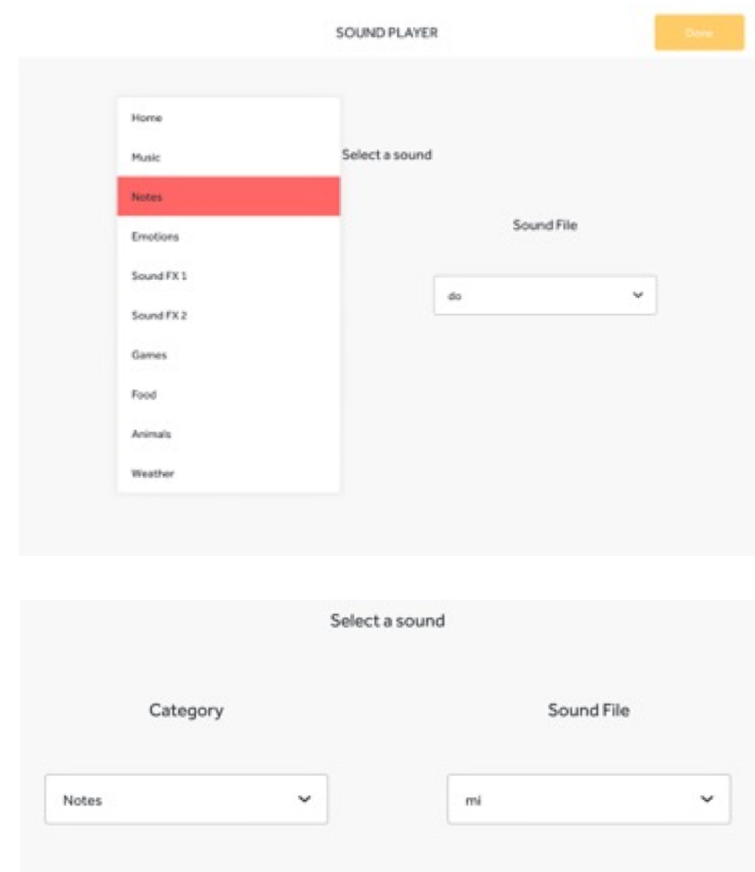 SOUND PLAYER
Done
Home
Music
Select a sound
Notes
Emotions
Sound File
Sound FX 1
do
Sound FX 2
Games
Food
Animals
Weather
Select a sound
Category
Sound File
Notes
mi